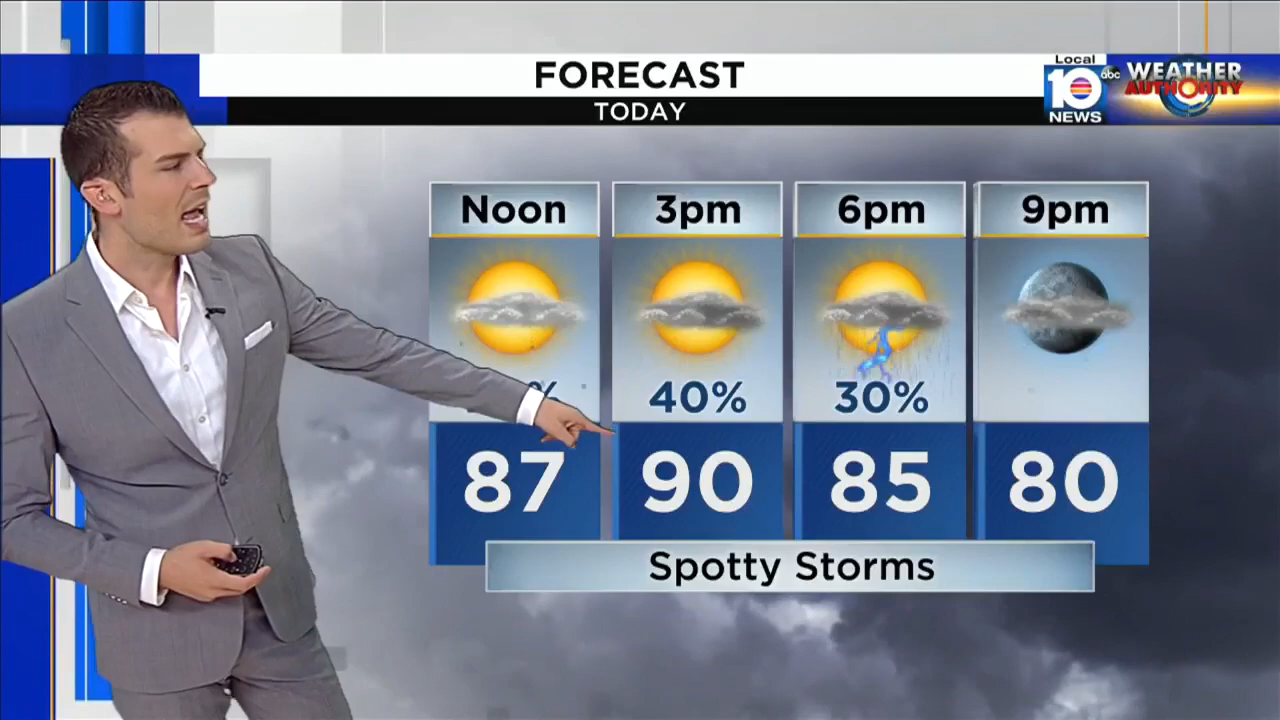 FORECAST
TODAY
Local
10
NEWS
abc
WEATHER
AUTHORITY
Noon
3pm
6pm
9pm
%
40%
30%
87
90
85
80
Spotty Storms